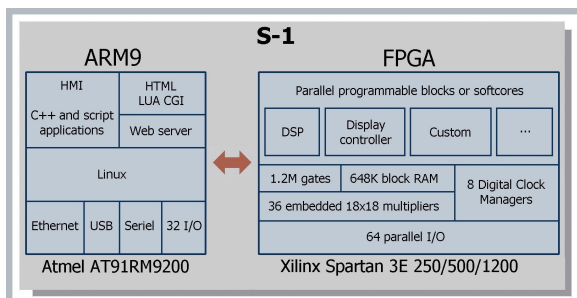 S-1
ARM9
HMI
C++ and script
applications
HTML
LUA CGI
Web server
Linux
Ethernet
USB
Seriel
32 I/O
Atmel AT91RM9200
FPGA
Parallel programmable blocks or softcores
DSP
Display
controller
Custom
...
1.2M gates
648K block RAM
36 embedded 18x18 multipliers
8 Digital Clock
Managers
64 parallel I/O
Xilinx Spartan 3E 250/500/1200